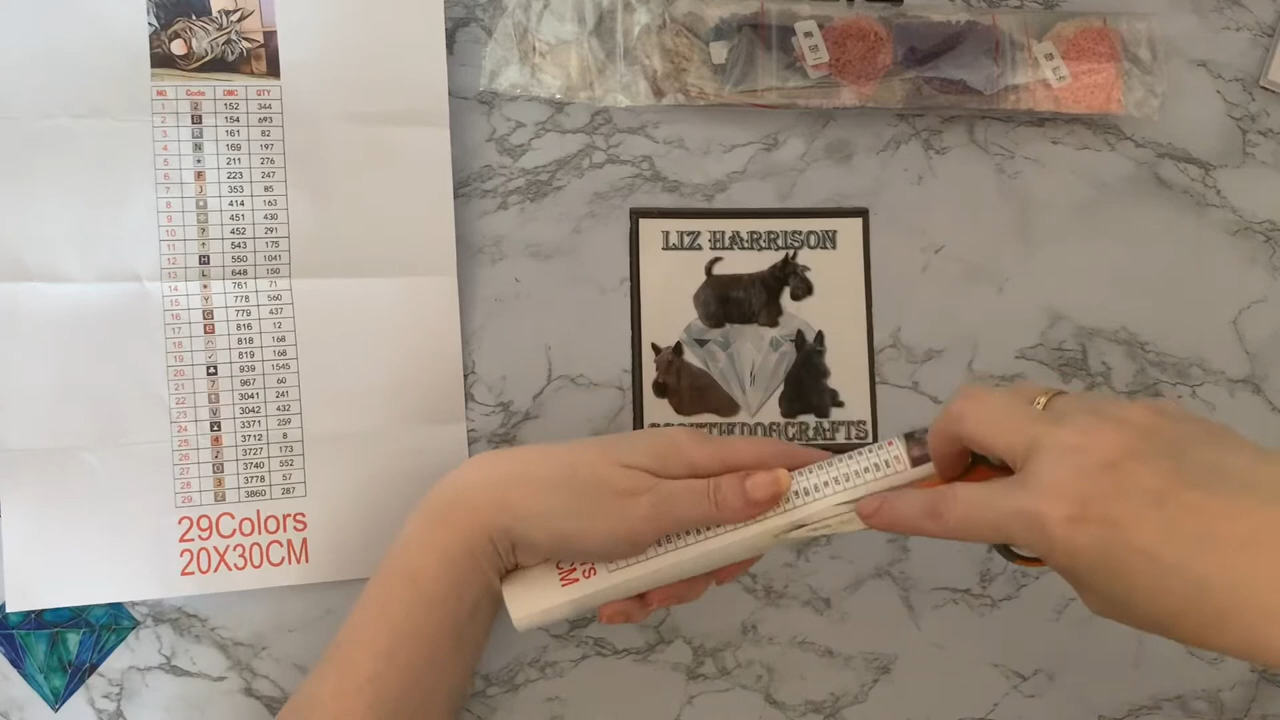 NO. Code DMC QTY
1 2 152 344
2. B 154 693
3. R 161 82
4. N 169 197
5. ★ 211 276
6. F 223 247
7. J 353 85
8 414 163
9 451 430
10 ? 452 291
11 ↑ 543 175
12. H 550 1041
13 L 648 150
14 761 71
15. Y 778 560
16. G 779 437
17. e 816 12
18. 818 168
19. ✓ 819 168
20. ♣ 939 1545
21 7 967 60
22. t 3041 241
23 V 3042 432
24 3371 259
25. 4 3712 8
26. ♪ 3727 173
27. O 3740 552
28. 3 3778 57
29. Z 3860 287
29Colors
20X30CM
LIZ HARRISON
SCOTTIEDOGCRAFTS